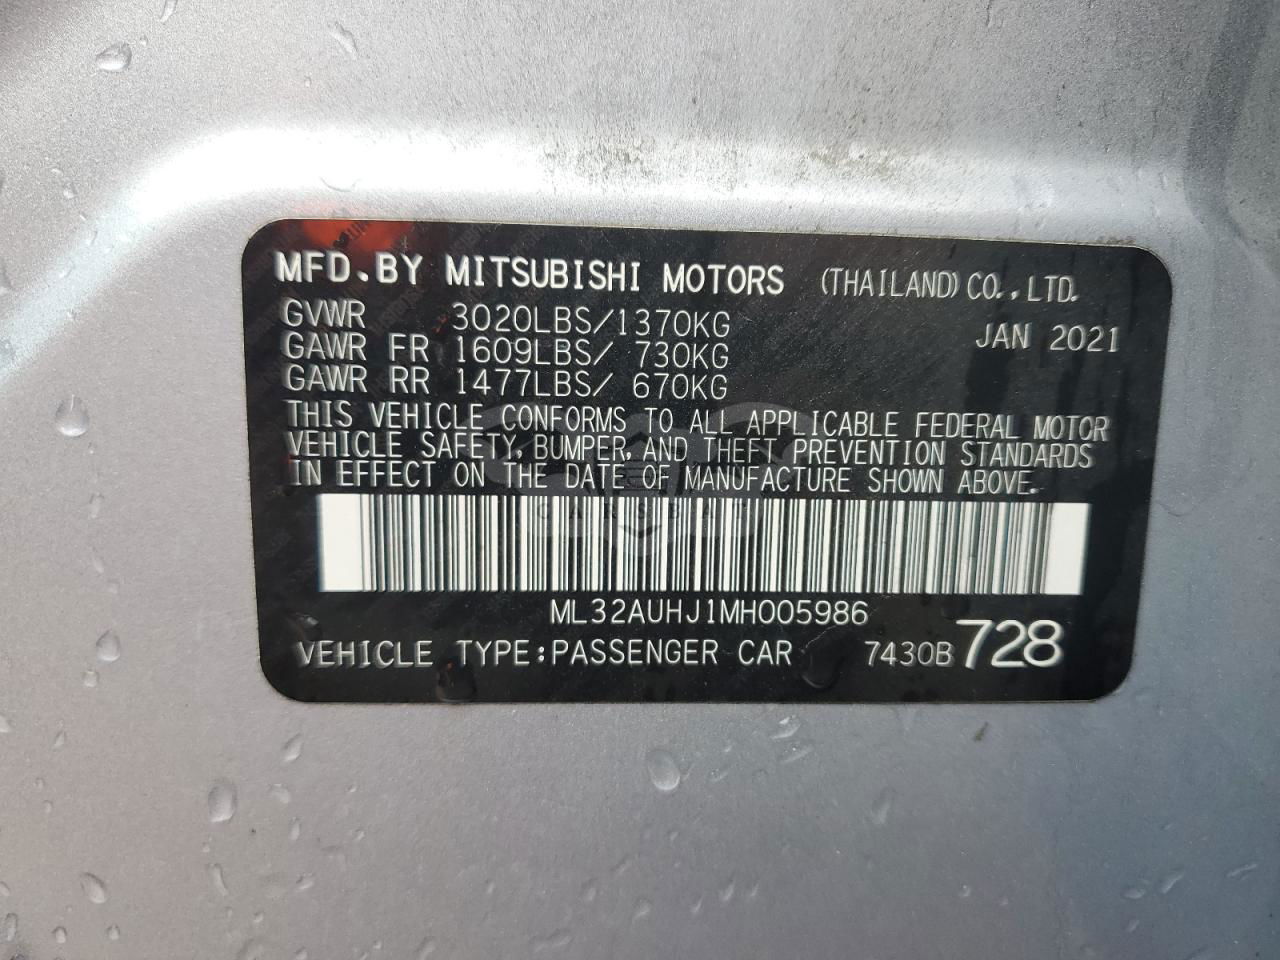 MFD.BY MITSUBISHI MOTORS (THAILAND)CO.,LTD.
GVWR 3020LBS/1370KG JAN 2021
GAWR FR 1609LBS/ 730KG
GAWR RR 1477LBS/ 670KG
THIS VEHICLE CONFORMS TO ALL APPLICABLE FEDERAL MOTOR
VEHICLE SAFETY, BUMPER, AND THEFT PREVENTION STANDARDS
IN EFFECT ON THE DATE OF MANUFACTURE SHOWN ABOVE.
ML32AUHJ1MH005986
VEHICLE TYPE:PASSENGER CAR 7430B 728